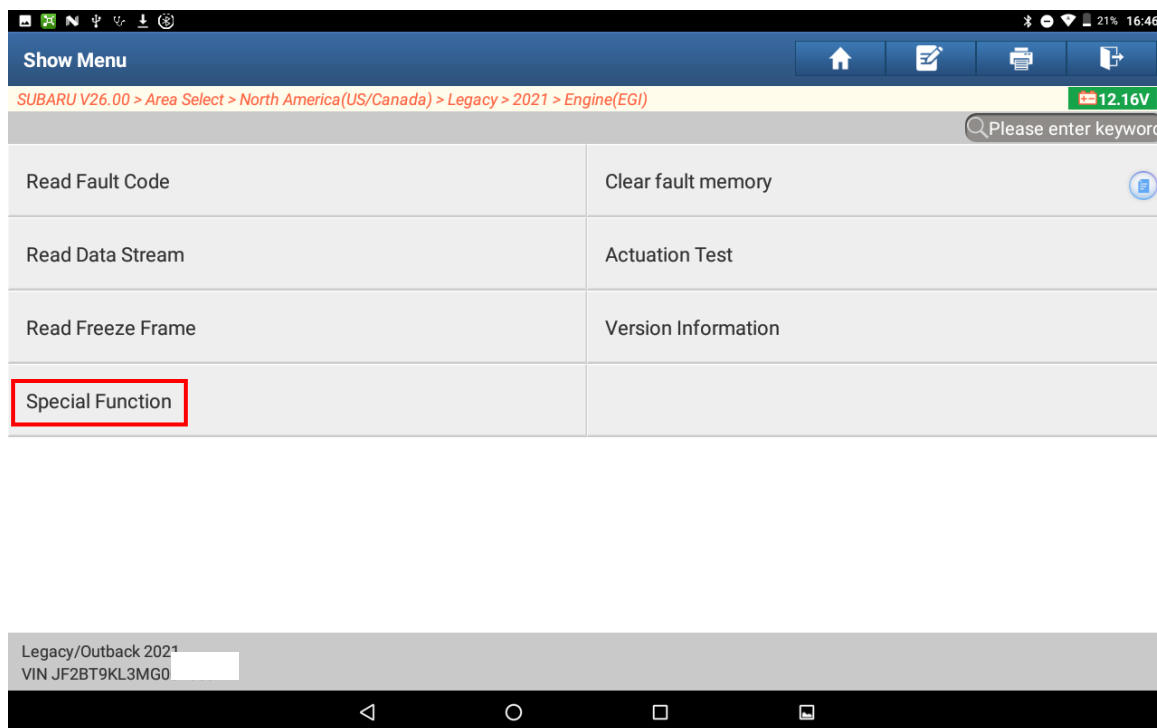 21% 16:46
Show Menu
SUBARU V26.00 > Area Select > North America(US/Canada) > Legacy > 2021 > Engine(EGI)
12.16V
Please enter keyword
Read Fault Code
Clear fault memory
Read Data Stream
Actuation Test
Read Freeze Frame
Version Information
Special Function
Legacy/Outback 2021
VIN JF2BT9KL3MG0